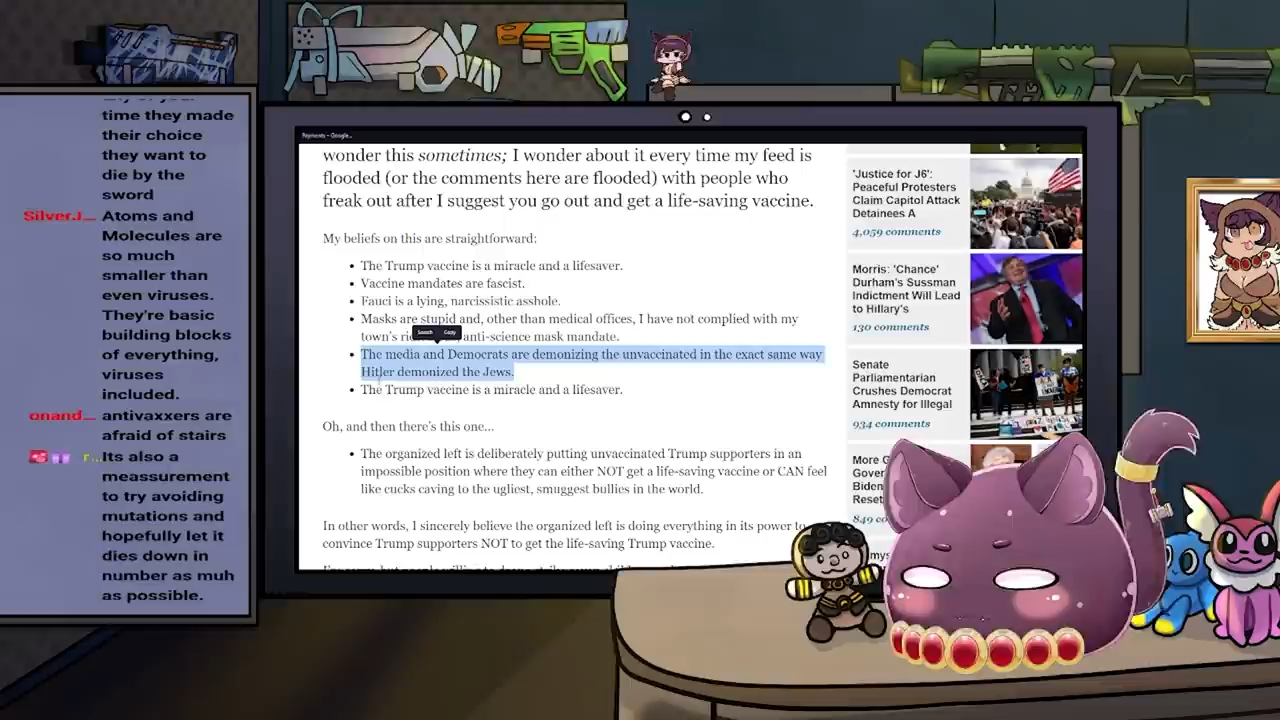 time they made
their choice
they want to
die by the
sword
SilverJ... Atoms and
Molecules are
so much
smaller than
even viruses.
They're basic
building blocks
of everything,
viruses
included.
onand... antivaxxers are
afraid of stairs
r...Its also a
meassurement
to try avoiding
mutations and
hopefully let it
dies down in
number as muh
as possible.
Payments – Google...
wonder this sometimes; I wonder about it every time my feed is
flooded (or the comments here are flooded) with people who
freak out after I suggest you go out and get a life-saving vaccine.
My beliefs on this are straightforward:
• The Trump vaccine is a miracle and a lifesaver.
• Vaccine mandates are fascist.
• Fauci is a lying, narcissistic asshole.
• Masks are stupid and, other than medical offices, I have not complied with my
town's anti-science mask mandate.
Search Copy
• The media and Democrats are demonizing the unvaccinated in the exact same way
Hitler demonized the Jews.
• The Trump vaccine is a miracle and a lifesaver.
Oh, and then there's this one...
• The organized left is deliberately putting unvaccinated Trump supporters in an
impossible position where they can either NOT get a life-saving vaccine or CAN feel
like cucks caving to the ugliest, smuggest bullies in the world.
In other words, I sincerely believe the organized left is doing everything in its power to
convince Trump supporters NOT to get the life-saving Trump vaccine.
'Justice for J6':
Peaceful Protesters
Claim Capitol Attack
Detainees A
4,059 comments
Morris: 'Chance'
Durham's Sussman
Indictment Will Lead
to Hillary's
130 comments
Senate
Parliamentarian
Crushes Democrat
Amnesty for Illegal
934 comments
More G
Gover
Biden
Reset
849 co